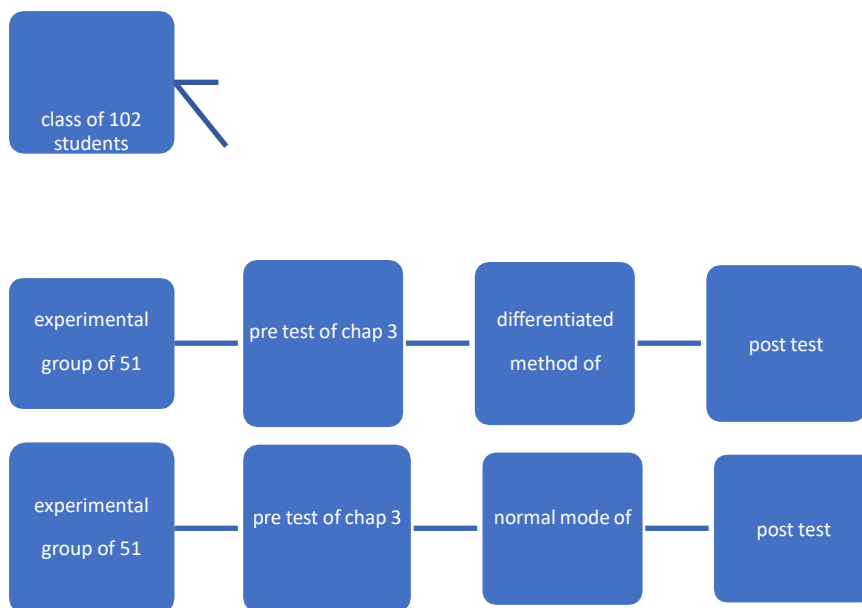 class of 102
students
experimental
group of 51
pre test of chap 3
differentiated
method of
post test
experimental
group of 51
pre test of chap 3
normal mode of
post test